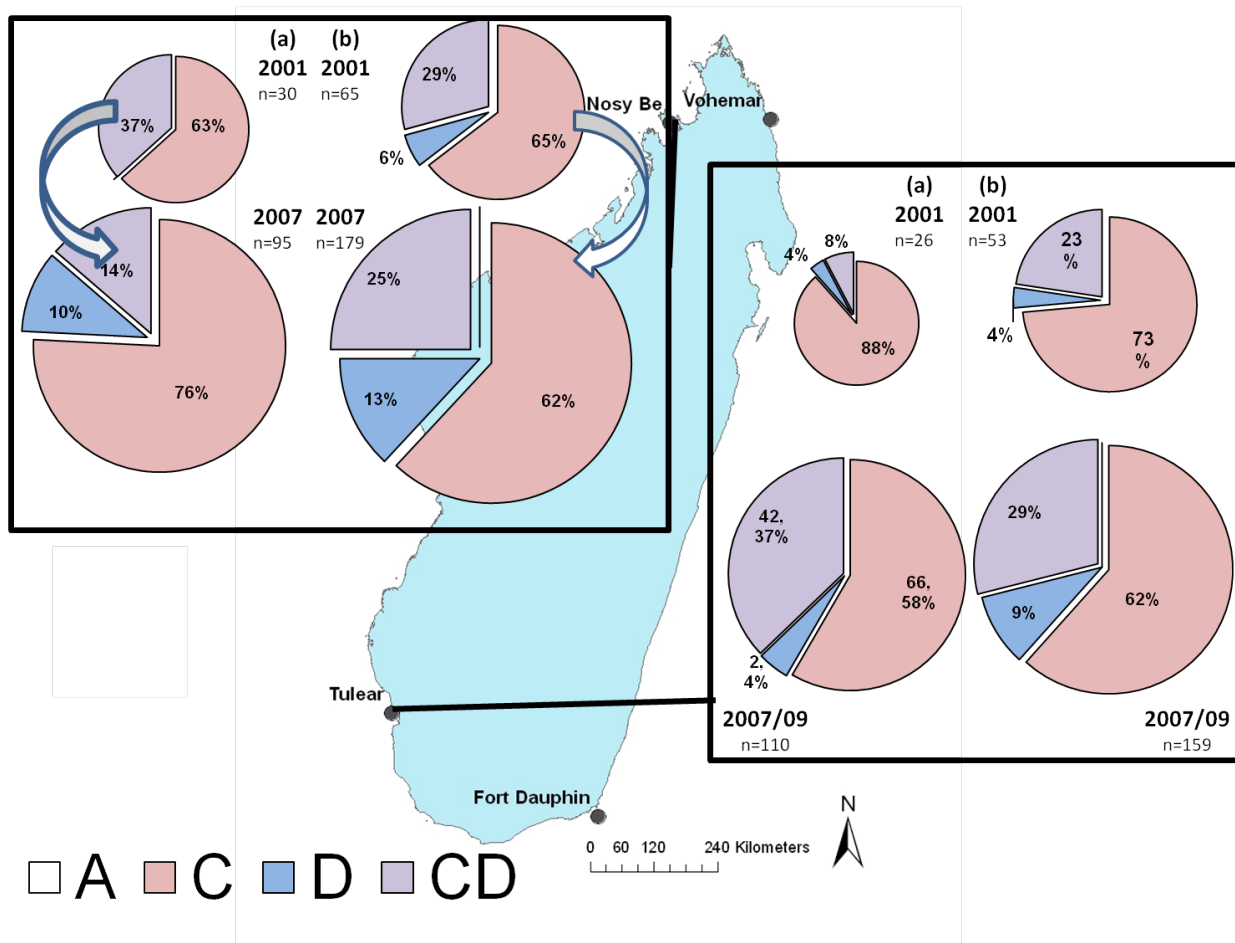 (a) (b)
2001 2001
n=30 n=65
37%
63%
29%
6%
65%
2007 2007
n=95 n=179
14%
10%
76%
25%
13%
62%
Nosy Be
Vohemar
(a) (b)
2001 2001
n=26 n=53
4%
8%
88%
23
%
4%
73
%
42,
37%
66,
58%
2,
4%
29%
9%
62%
2007/09
n=110
2007/09
n=159
Tulear
Fort Dauphin
N
0 60 120 240 Kilometers
A C D CD